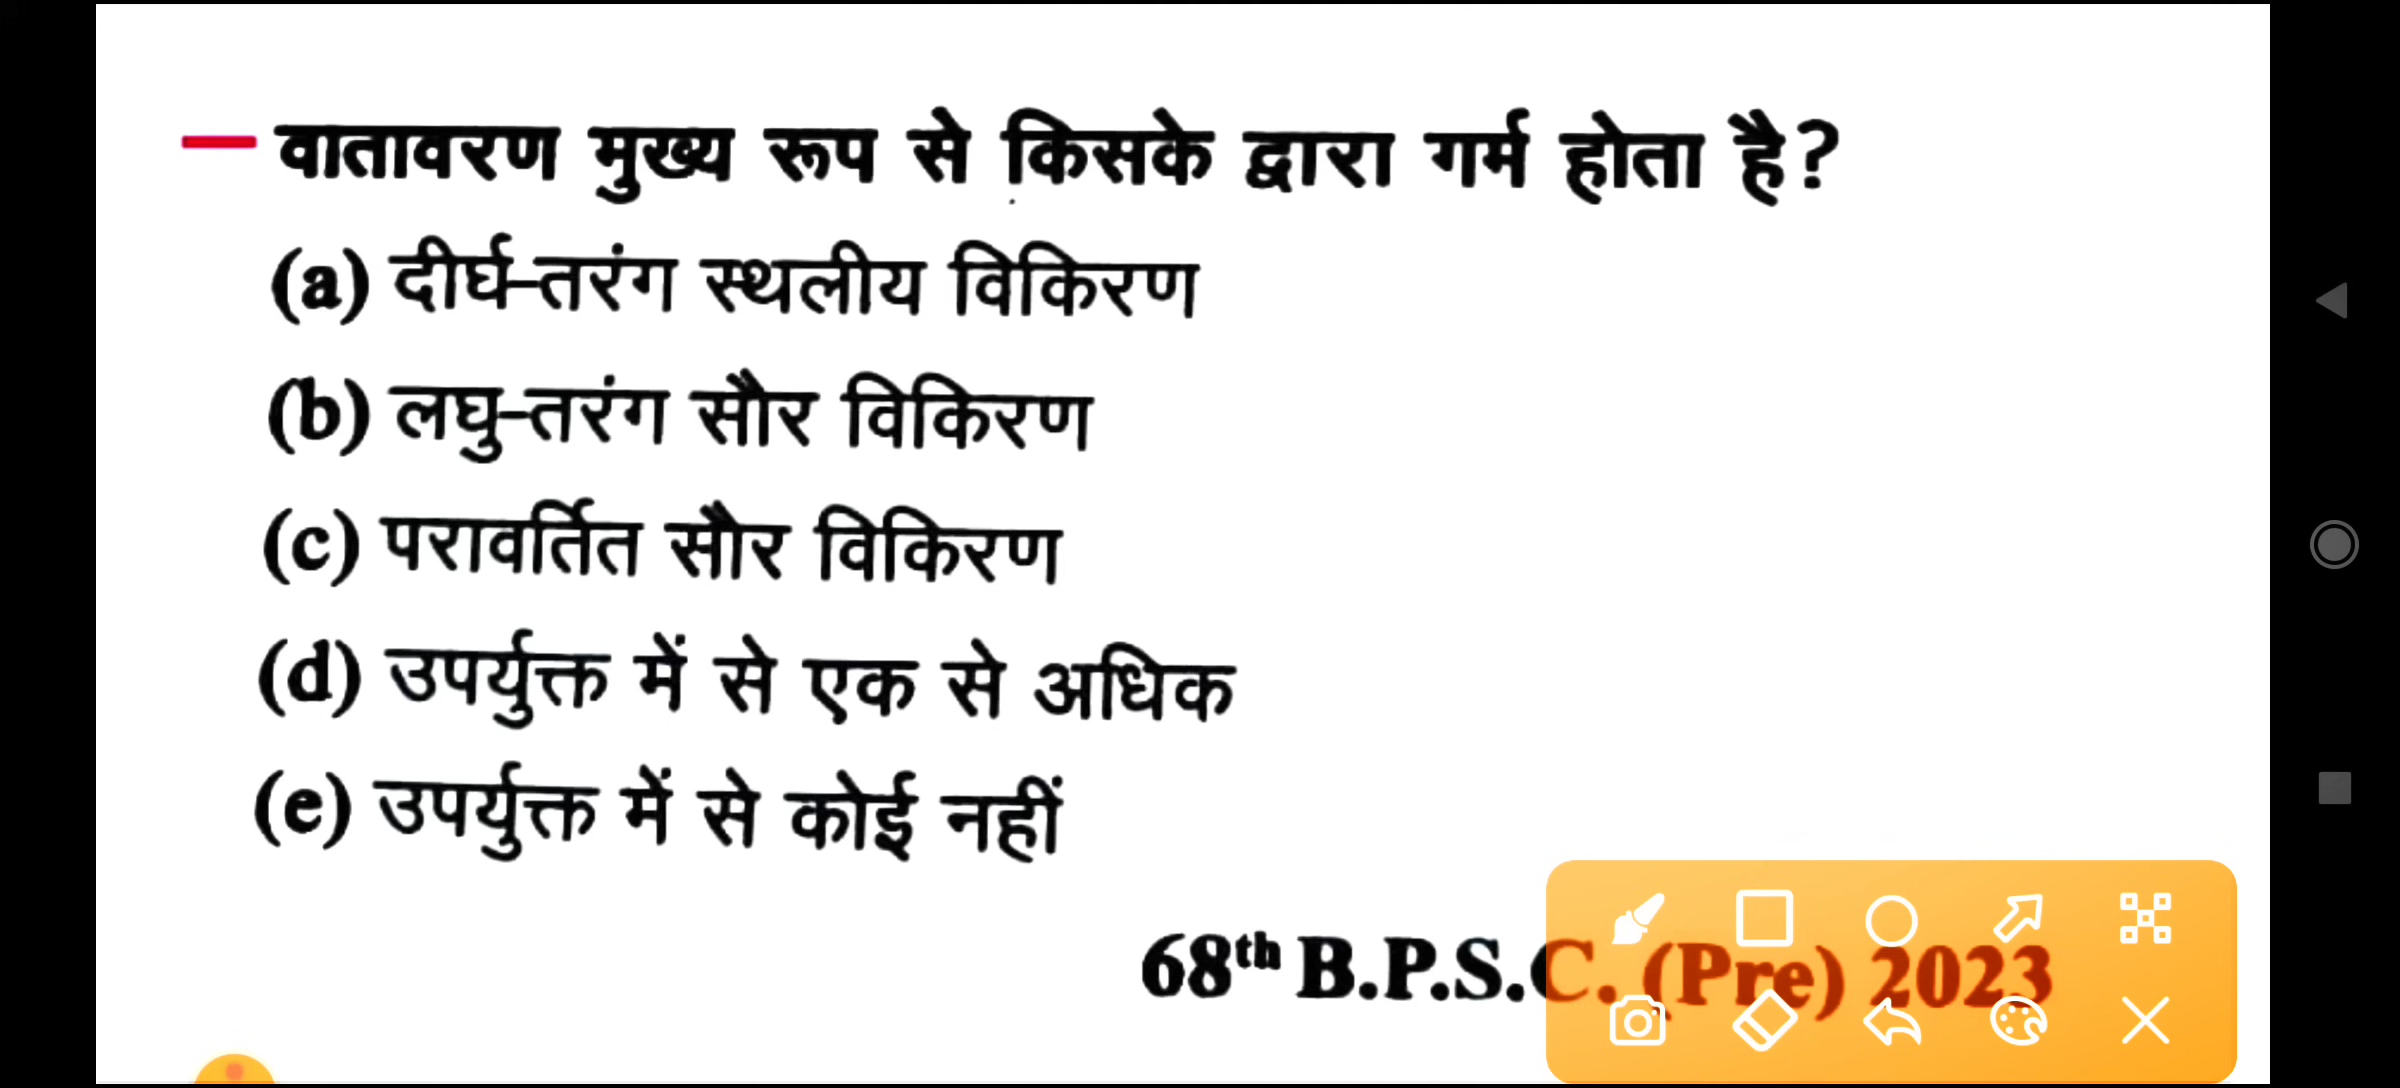 वातावरण मुख्य रूप से किसके द्वारा गर्म होता है?
(a) दीर्घ-तरंग स्थलीय विकिरण
(b) लघु-तरंग सौर विकिरण
(c) परावर्तित सौर विकिरण
(d) उपर्युक्त में से एक से अधिक
(e) उपर्युक्त में से कोई नहीं
68th B.P.S.C. (Pre) 2023